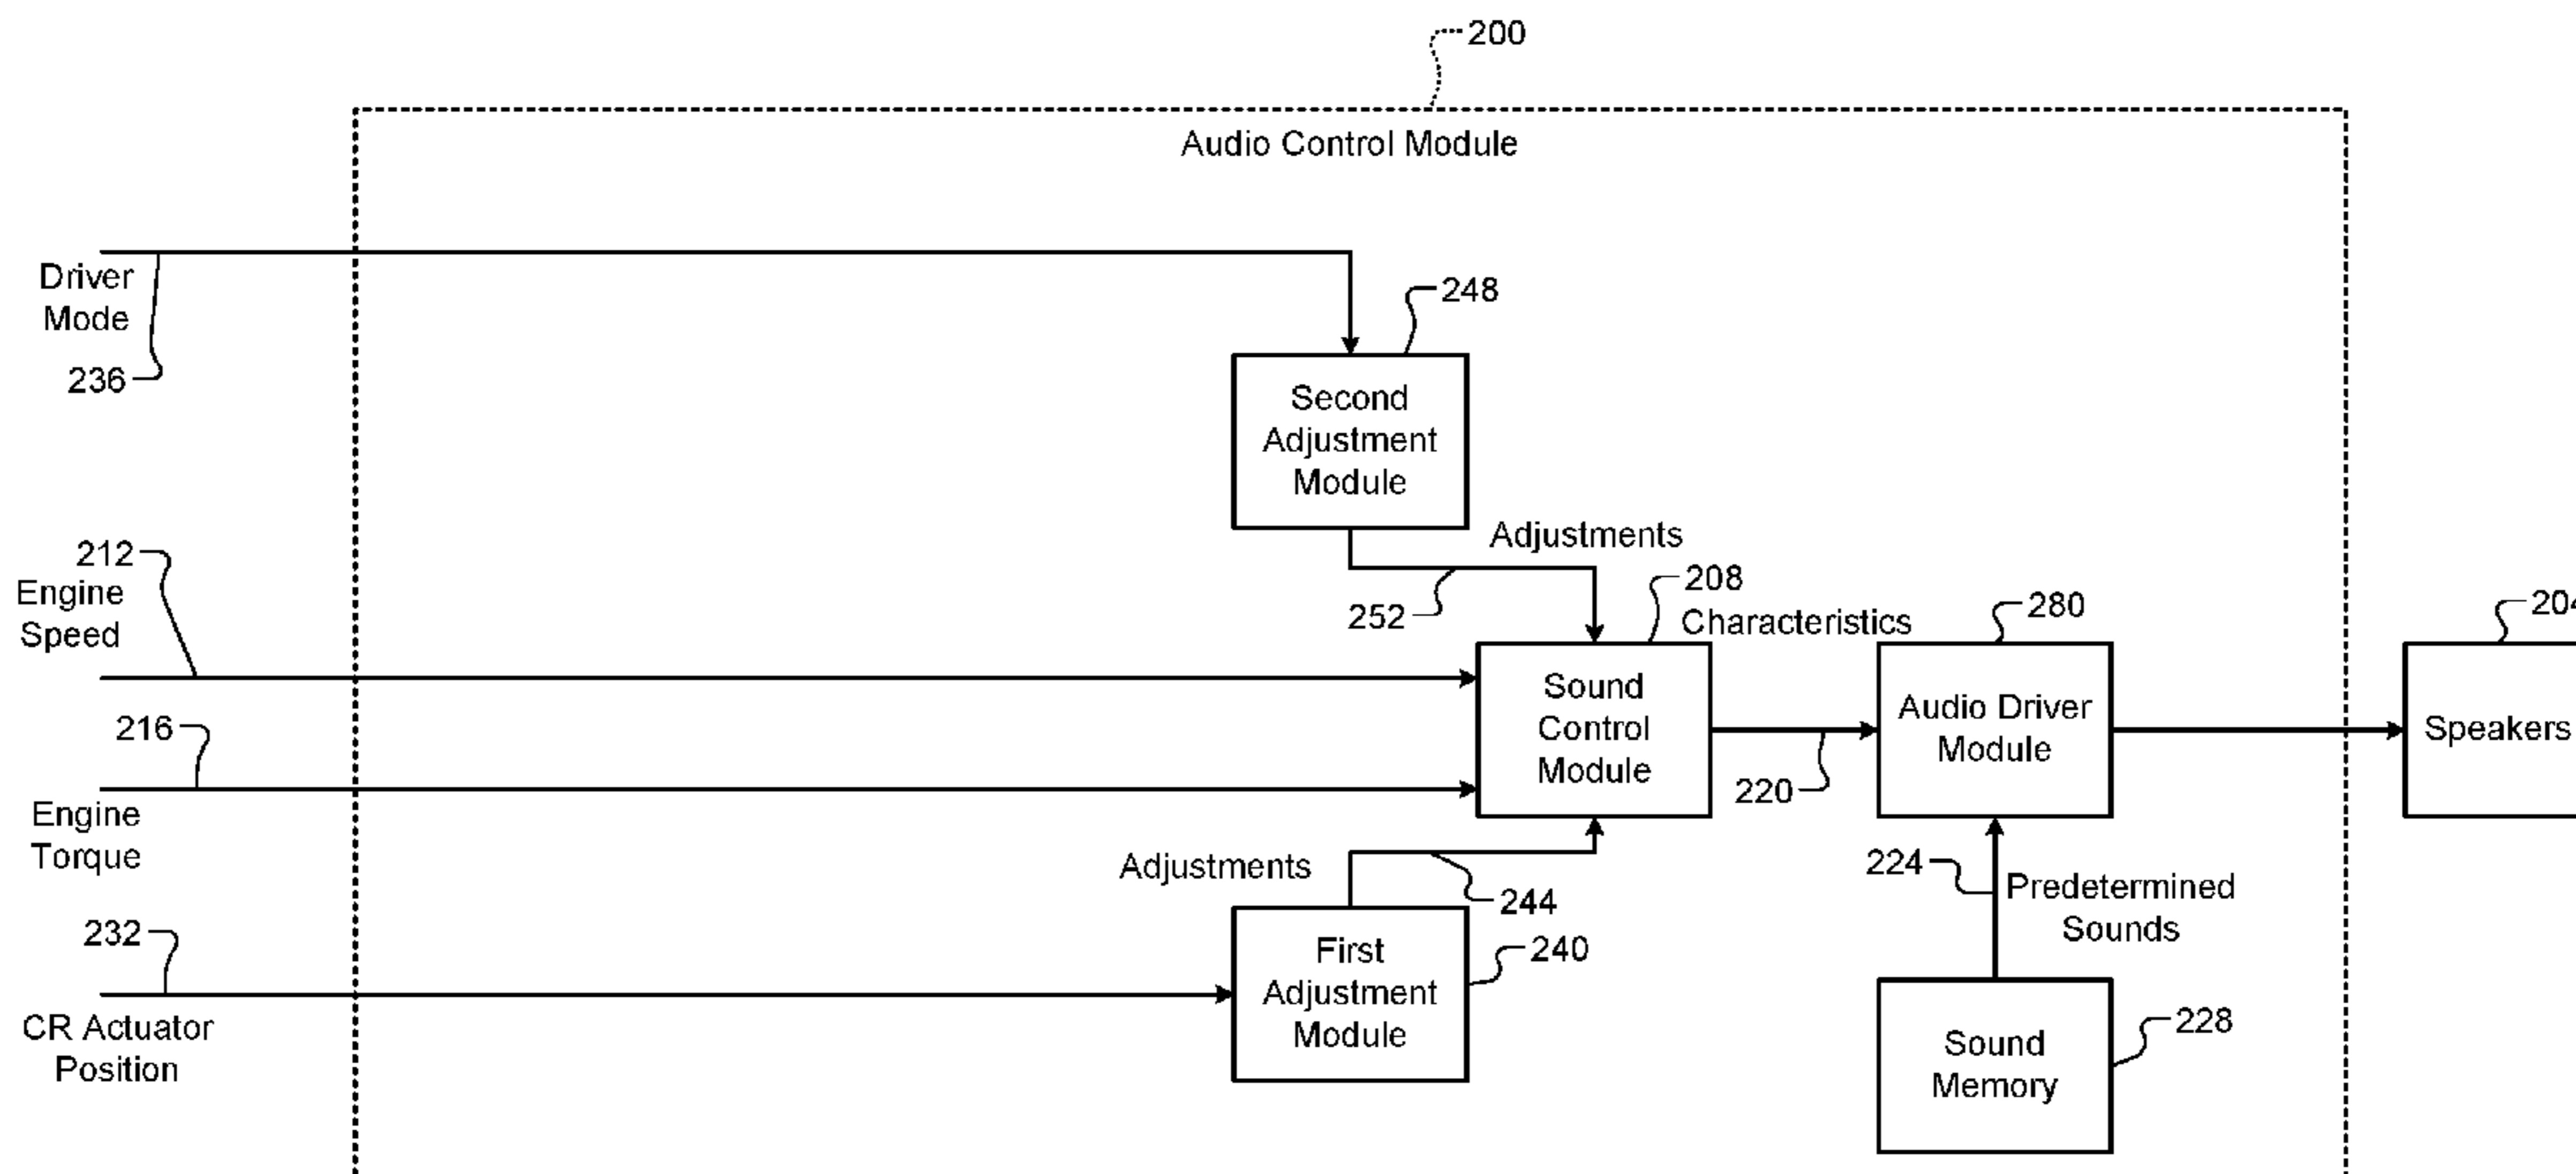 200
Audio Control Module
Driver
Mode
236
248
Second
Adjustment
Module
Adjustments
252
212
Engine
Speed
208
Characteristics
280
204
Sound
Control
Module
Audio Driver
Module
Speakers
216
220
Engine
Torque
Adjustments
244
224
Predetermined
Sounds
232
First
Adjustment
Module
240
CR Actuator
Position
Sound
Memory
228